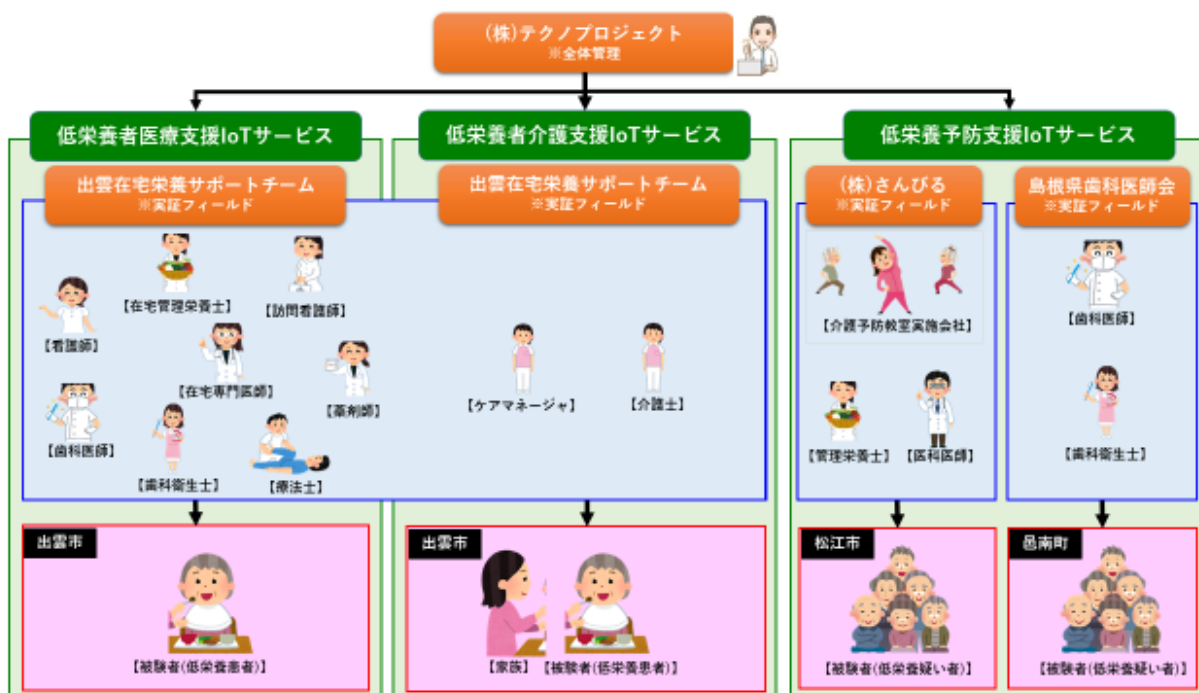 (株)テクノプロジェクト
※全体管理
低栄養者医療支援IoTサービス
出雲在宅栄養サポートチーム
※実証フィールド
【在宅管理栄養士】
【訪問看護師】
【看護師】
【在宅専門医師】
【薬剤師】
【歯科医師】
【歯科衛生士】
【療法士】
出雲市
【被験者(低栄養患者)】
低栄養者介護支援IoTサービス
出雲在宅栄養サポートチーム
※実証フィールド
【ケアマネージャ】
【介護士】
出雲市
【家族】
【被験者(低栄養患者)】
低栄養予防支援IoTサービス
(株)さんびる
※実証フィールド
【介護予防教室実施会社】
【管理栄養士】
【医科医師】
松江市
【被験者(低栄養疑い者)】
島根県歯科医師会
※実証フィールド
【歯科医師】
【歯科衛生士】
邑南町
【被験者(低栄養疑い者)】